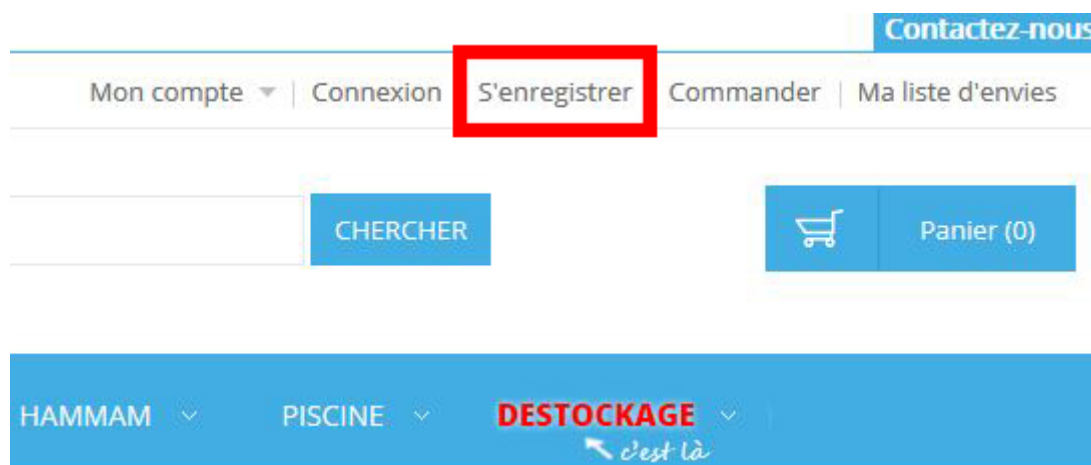 Contactez-nous
Mon compte | Connexion S'enregistrer Commander | Ma liste d'envies
CHERCHER Panier (0)
HAMMAM PISCINE DESTOCKAGE
c'est là